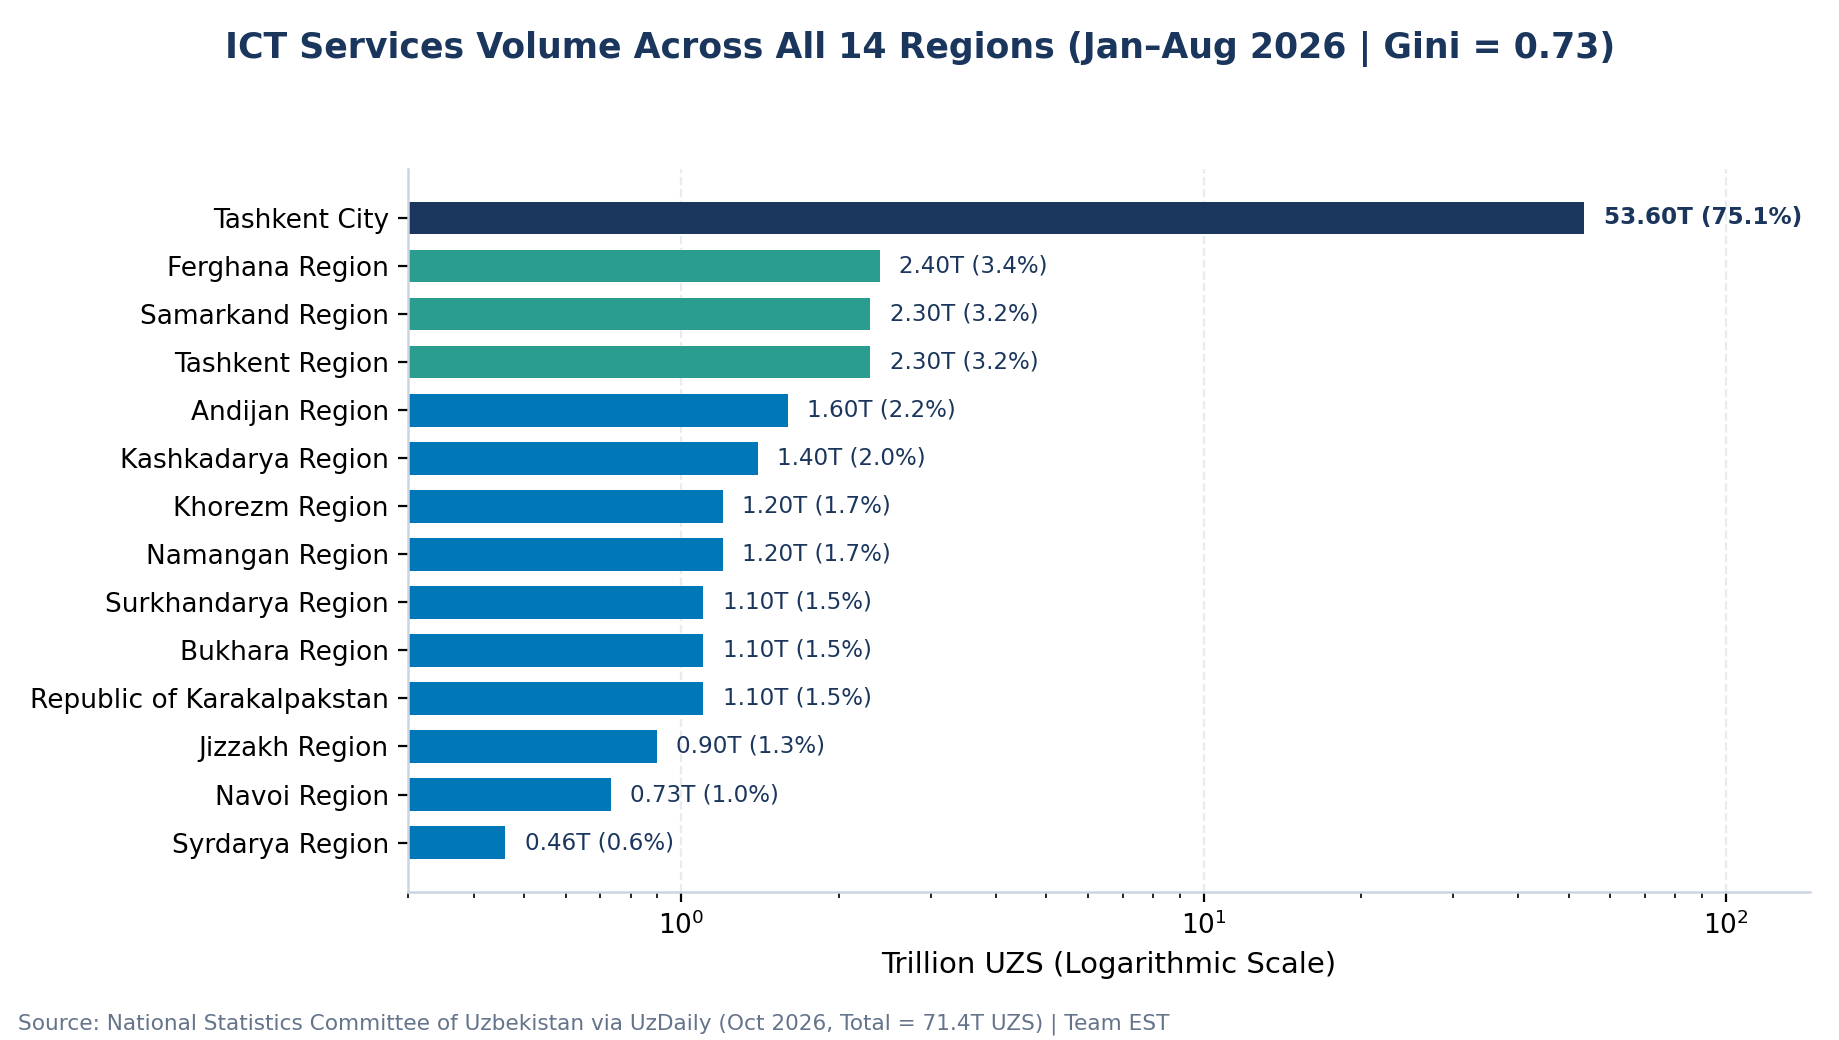 ICT Services Volume Across All 14 Regions (Jan–Aug 2026 | Gini = 0.73)
Tashkent City 53.60T (75.1%)
Ferghana Region 2.40T (3.4%)
Samarkand Region 2.30T (3.2%)
Tashkent Region 2.30T (3.2%)
Andijan Region 1.60T (2.2%)
Kashkadarya Region 1.40T (2.0%)
Khorezm Region 1.20T (1.7%)
Namangan Region 1.20T (1.7%)
Surkhandarya Region 1.10T (1.5%)
Bukhara Region 1.10T (1.5%)
Republic of Karakalpakstan 1.10T (1.5%)
Jizzakh Region 0.90T (1.3%)
Navoi Region 0.73T (1.0%)
Syrdarya Region 0.46T (0.6%)
10⁰ 10¹ 10²
Trillion UZS (Logarithmic Scale)
Source: National Statistics Committee of Uzbekistan via UzDaily (Oct 2026, Total = 71.4T UZS) | Team EST